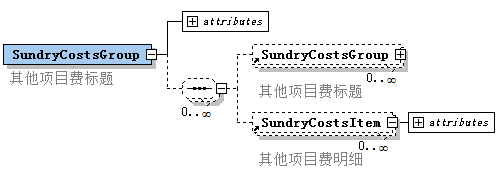 attributes
SundryCostsGroup
其他项目费标题
0..∞
SundryCostsGroup
0..∞
其他项目费标题
SundryCostsItem
attributes
0..∞
其他项目费明细